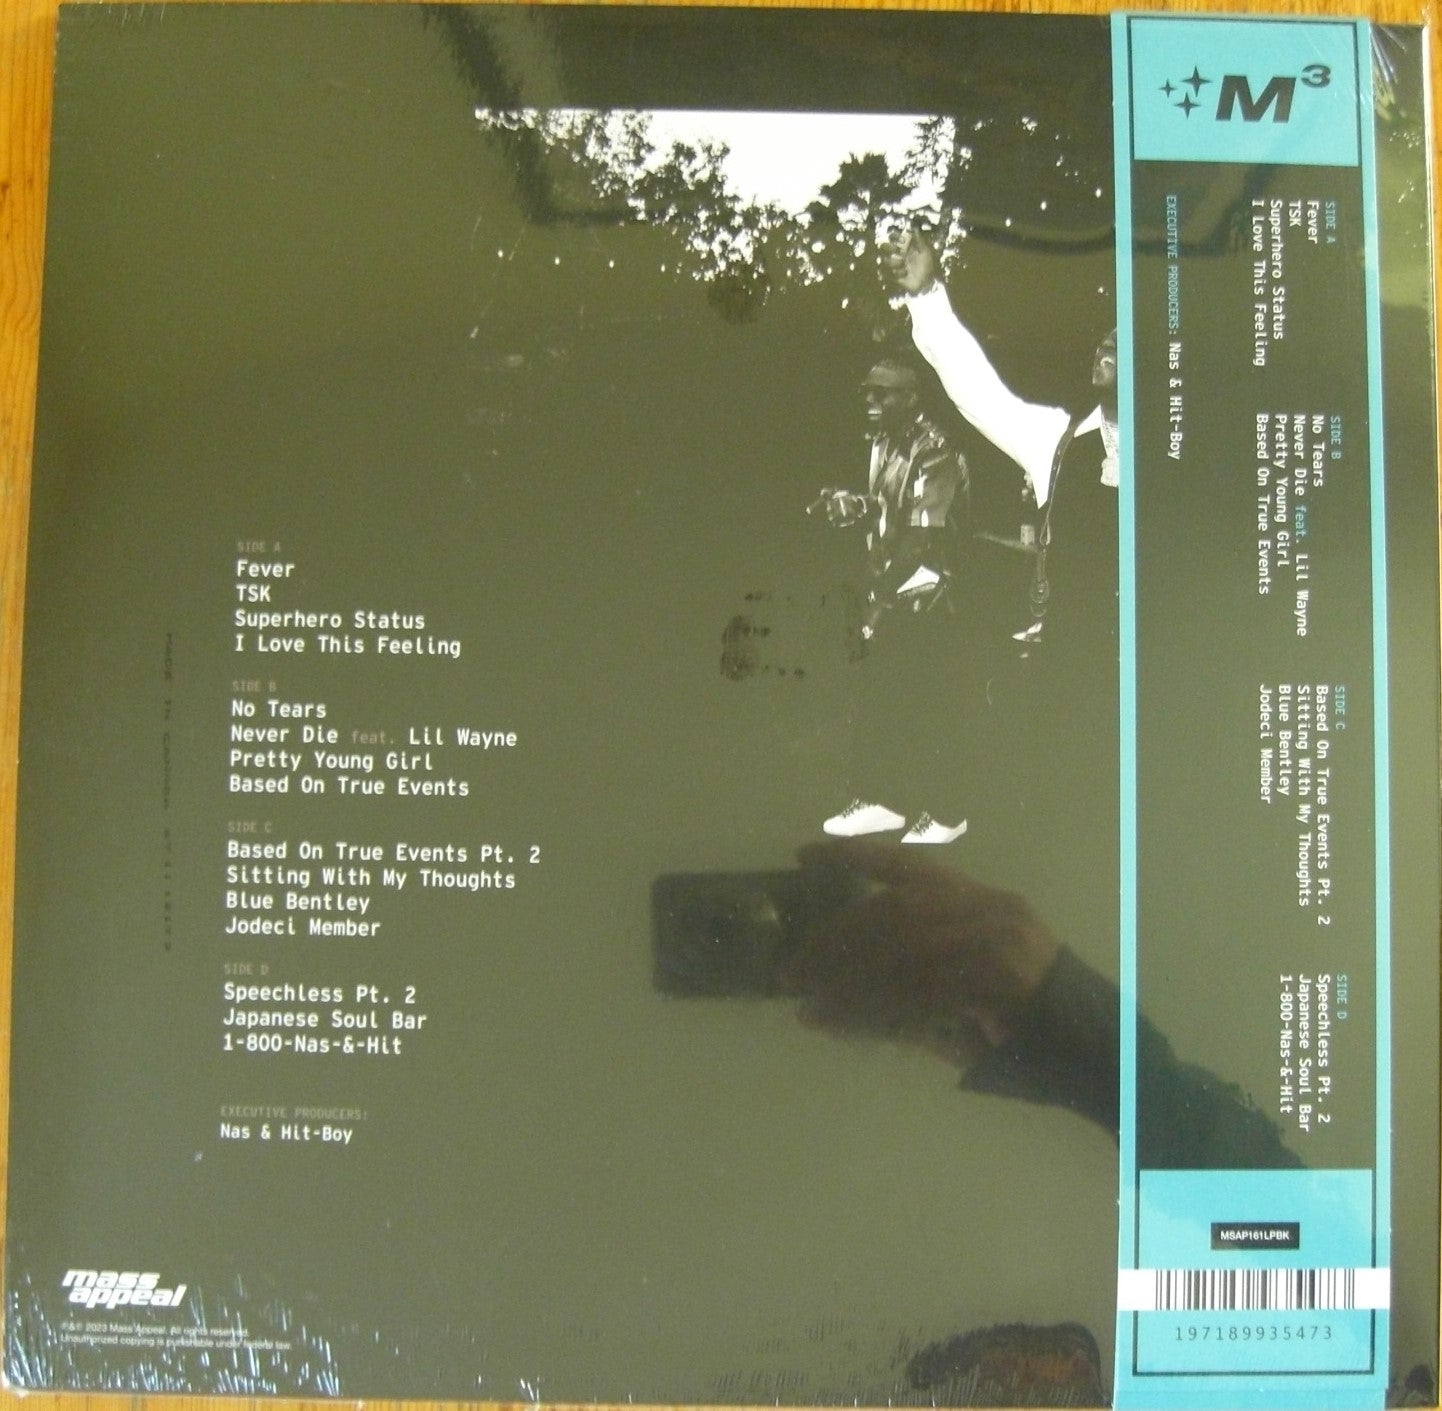 SIDE A
Fever
TSK
Superhero Status
I Love This Feeling
SIDE B
No Tears
Never Die feat. Lil Wayne
Pretty Young Girl
Based On True Events
SIDE C
Based On True Events Pt. 2
Sitting With My Thoughts
Blue Bentley
Jodeci Member
SIDE D
Speechless Pt. 2
Japanese Soul Bar
1-800-Nas-&-Hit
EXECUTIVE PRODUCERS:
Nas & Hit-Boy
mass
appeal
℗&© 2023 Mass Appeal. All rights reserved.
Unauthorized copying is punishable under federal law.
M³
SIDE A
Fever
TSK
Superhero Status
I Love This Feeling
SIDE B
No Tears
Never Die feat. Lil Wayne
Pretty Young Girl
Based On True Events
SIDE C
Based On True Events Pt. 2
Sitting With My Thoughts
Blue Bentley
Jodeci Member
SIDE D
Speechless Pt. 2
Japanese Soul Bar
1-800-Nas-&-Hit
EXECUTIVE PRODUCERS: Nas & Hit-Boy
MSAP161LPBK
197189935473